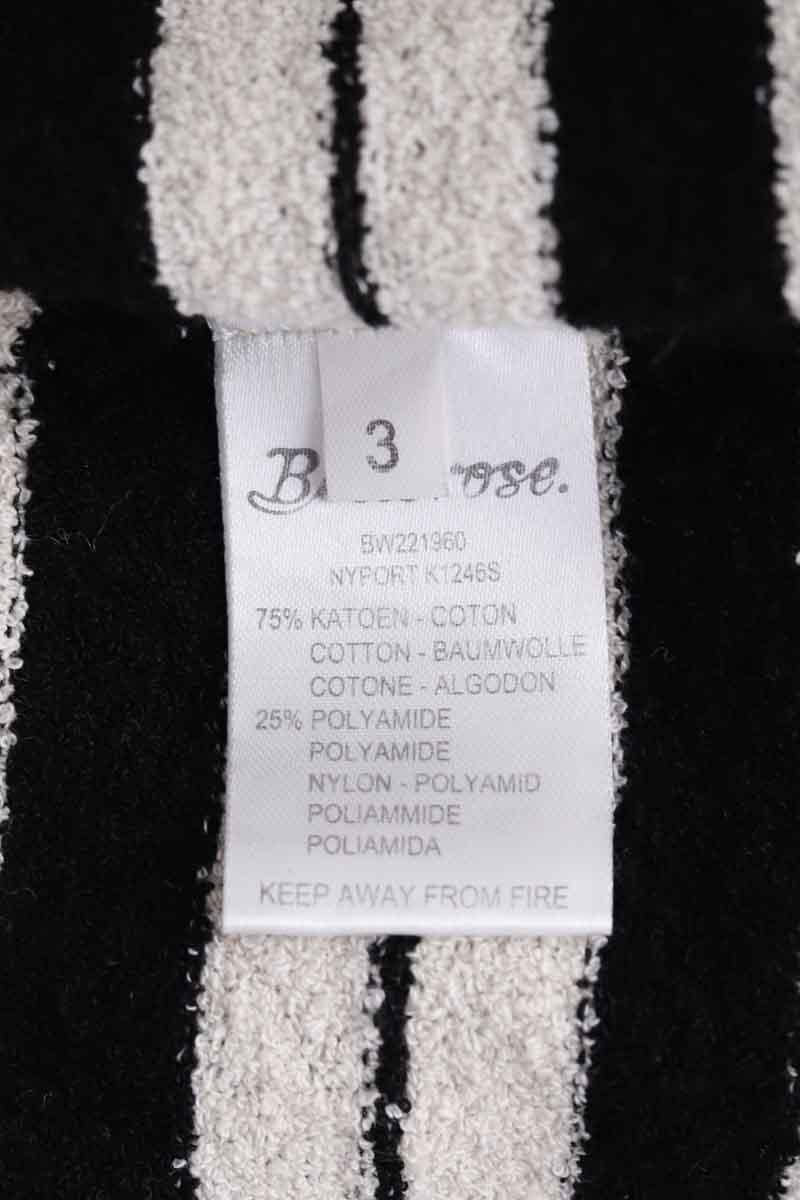 3
BW221960
NYPORT K1246S
75% KATOEN - COTON
COTTON - BAUMWOLLE
COTONE - ALGODON
25% POLYAMIDE
POLYAMIDE
NYLON - POLYAMID
POLIAMMIDE
POLIAMIDA
KEEP AWAY FROM FIRE